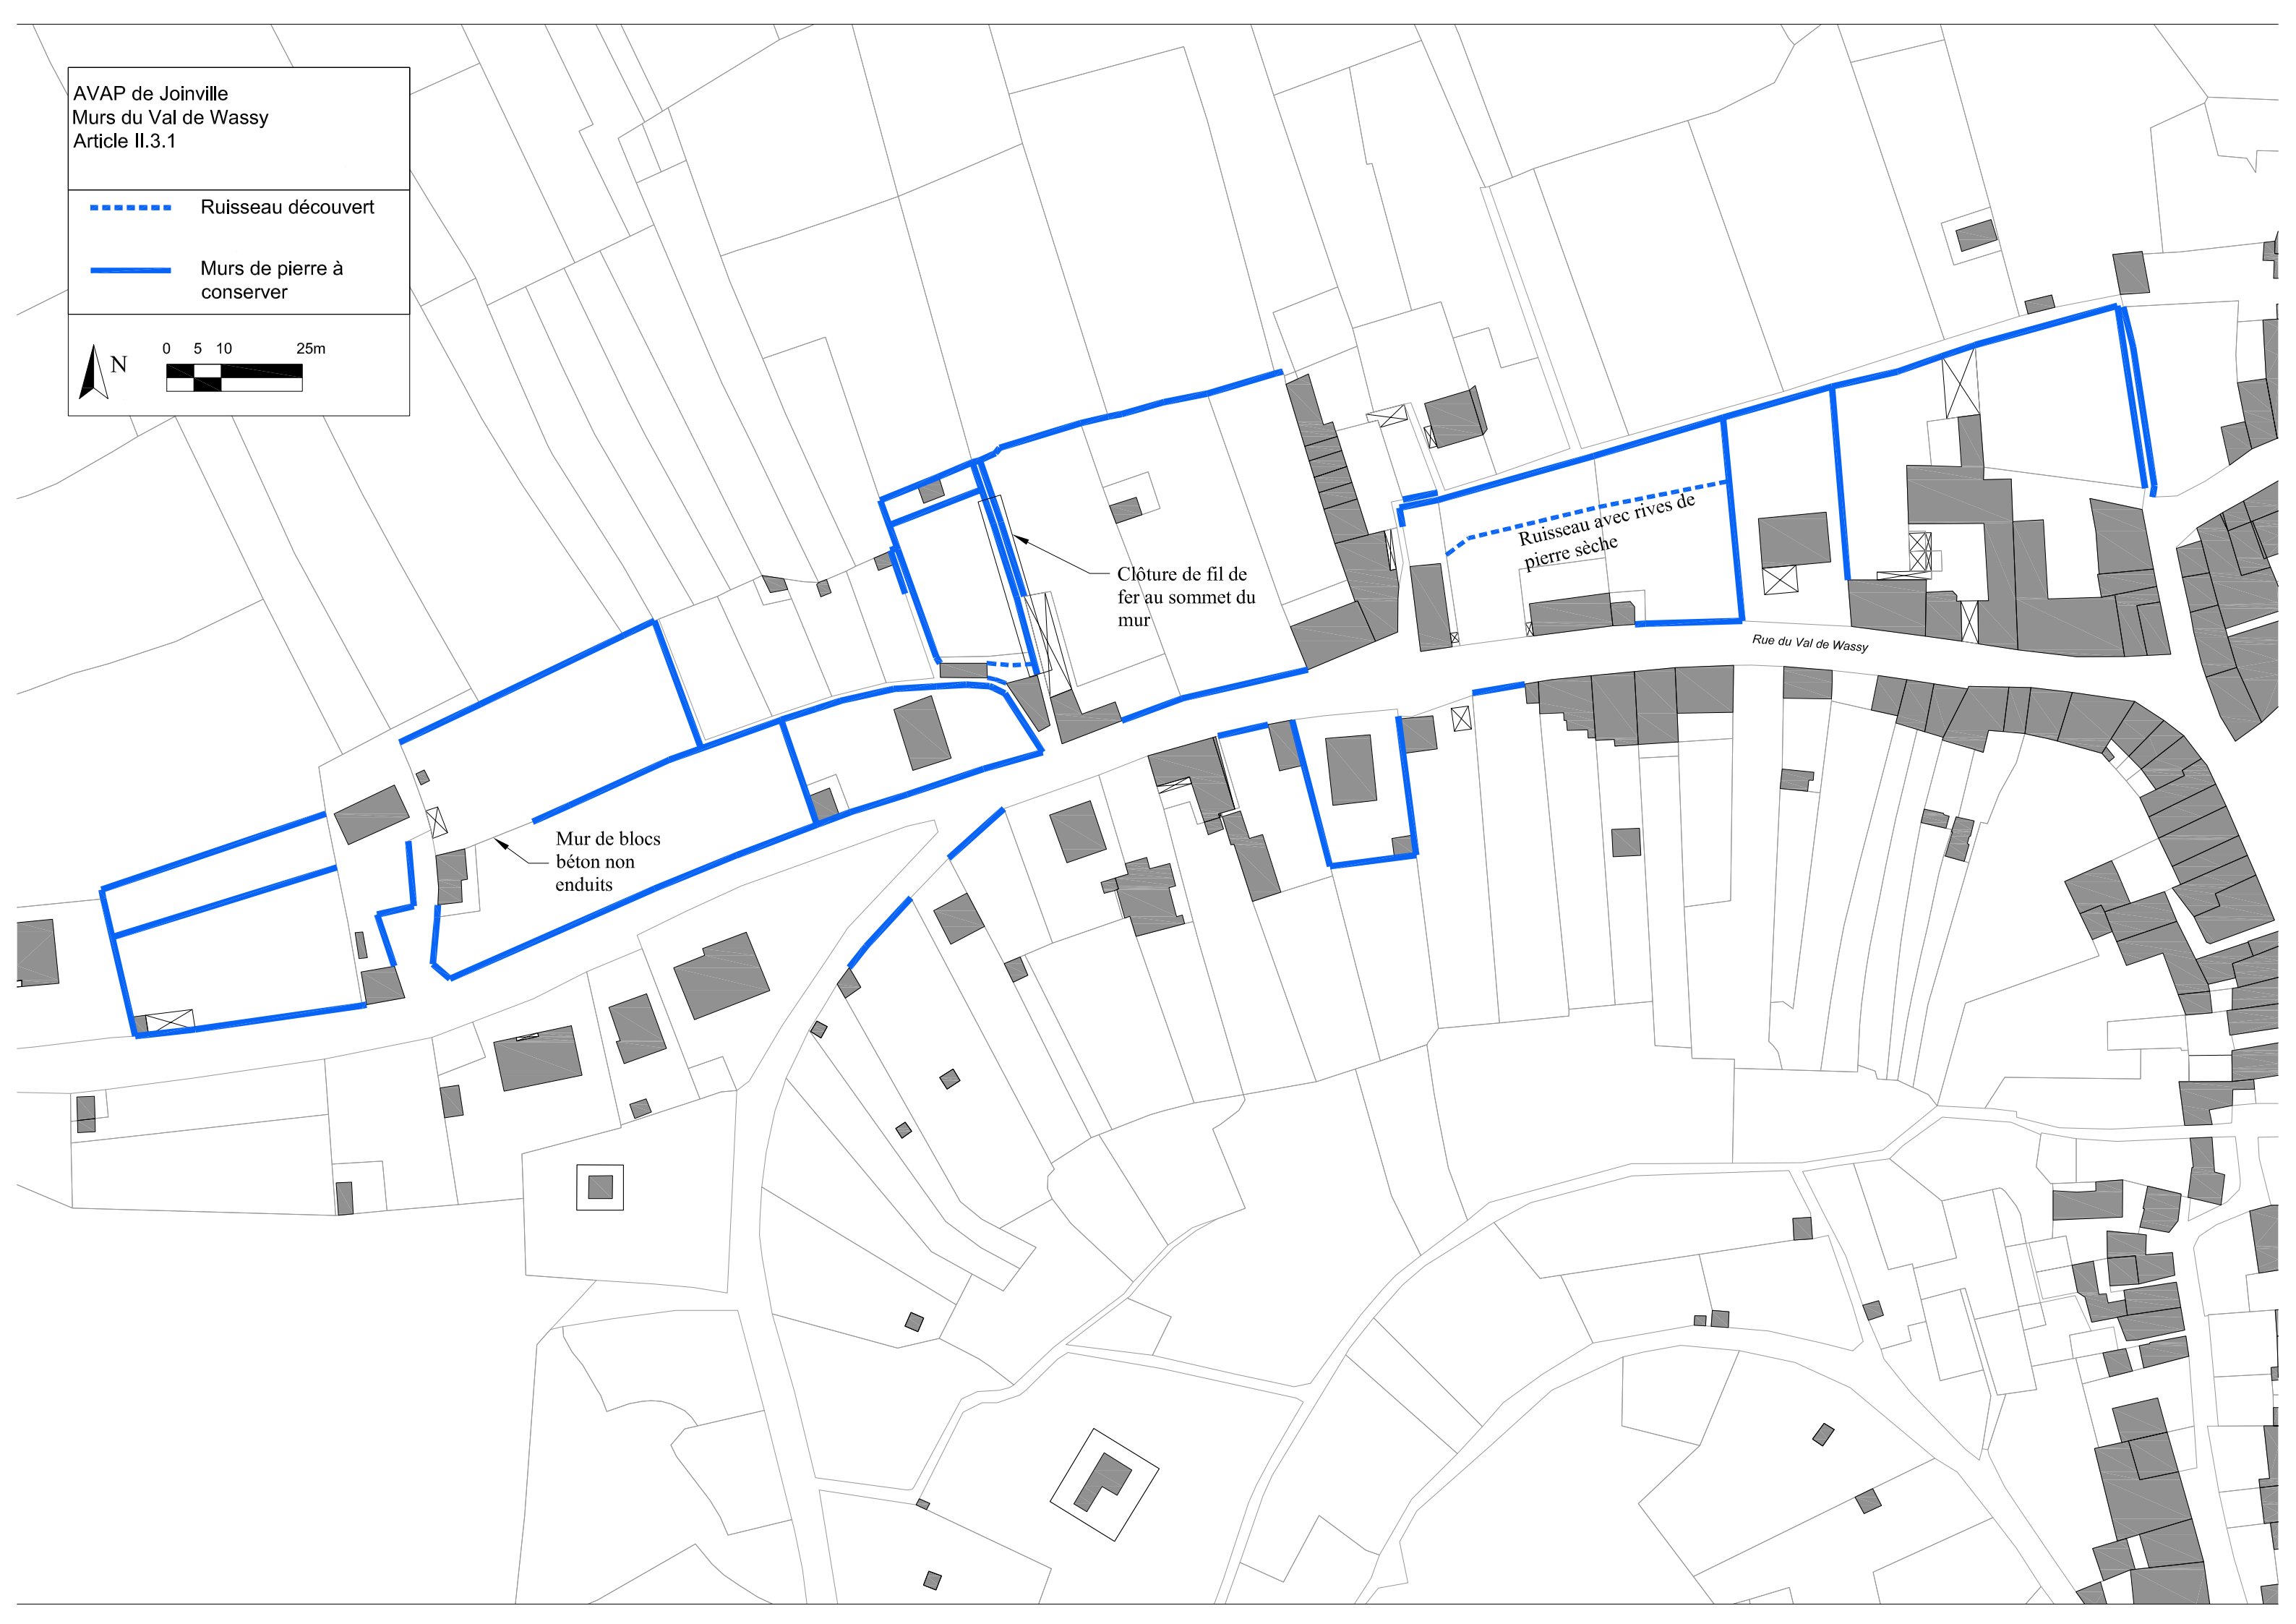 AVAP de Joinville
Murs du Val de Wassy
Article II.3.1
Ruisseau découvert
Murs de pierre à
conserver
N
0 5 10 25m
Clôture de fil de
fer au sommet du
mur
Ruisseau avec rives de
pierre sèche
Rue du Val de Wassy
Mur de blocs
béton non
enduits